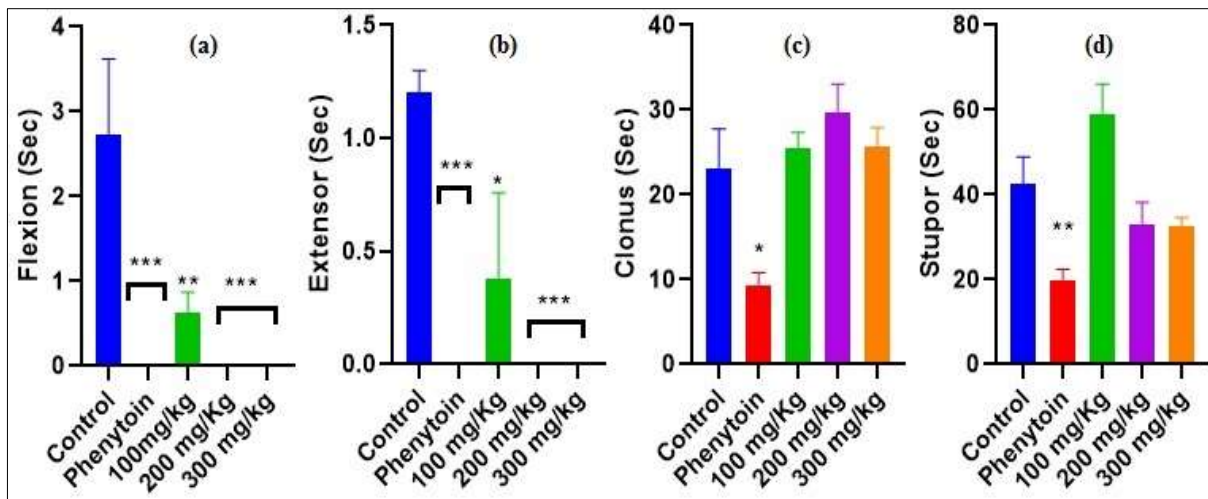 (a)
Flexion (Sec)
4
3
2
1
0
***
**
***
Control
Phenytoin
100mg/kg
200 mg/Kg
300 mg/kg
(b)
Extensor (Sec)
1.5
1.0
0.5
0.0
***
*
***
Control
Phenytoin
100 mg/Kg
200 mg/kg
300 mg/kg
(c)
Clonus (Sec)
40
30
20
10
0
*
Control
Phenytoin
100 mg/Kg
200 mg/kg
300 mg/kg
(d)
Stupor (Sec)
80
60
40
20
0
**
Control
Phenytoin
100 mg/Kg
200 mg/kg
300 mg/kg